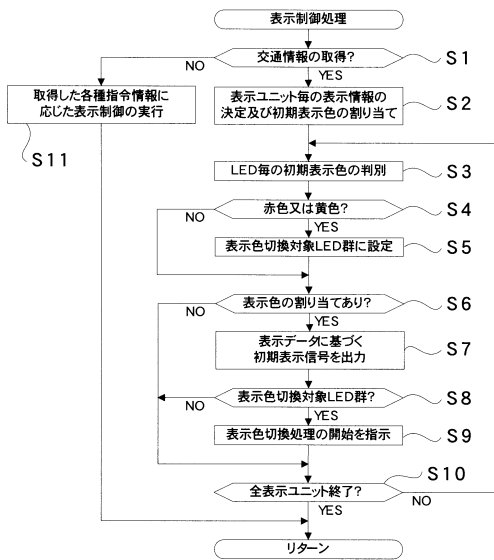 表示制御処理
交通情報の取得?
S1
NO
YES
取得した各種指令情報に
応じた表示制御の実行
S11
表示ユニット毎の表示情報の
決定及び初期表示色の割り当て
S2
LED毎の初期表示色の判別
S3
赤色又は黄色?
S4
NO
YES
表示色切換対象LED群に設定
S5
表示色の割り当てあり?
S6
NO
YES
表示データに基づく
初期表示信号を出力
S7
表示色切換対象LED群?
S8
NO
YES
表示色切換処理の開始を指示
S9
S10
全表示ユニット終了?
NO
YES
リターン